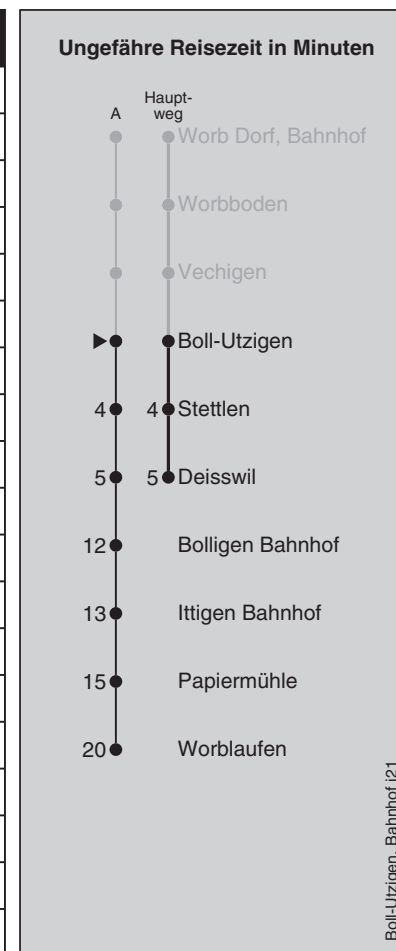 Ungefähre Reisezeit in Minuten
A
Haupt-
weg
Worb Dorf, Bahnhof
Worbboden
Vechigen
Boll-Utzigen
4 4 Stettlen
5 5 Deisswil
12 Bolligen Bahnhof
13 Ittigen Bahnhof
15 Papiermühle
20 Worblaufen
Boll-Utzigen, Bahnhof j21